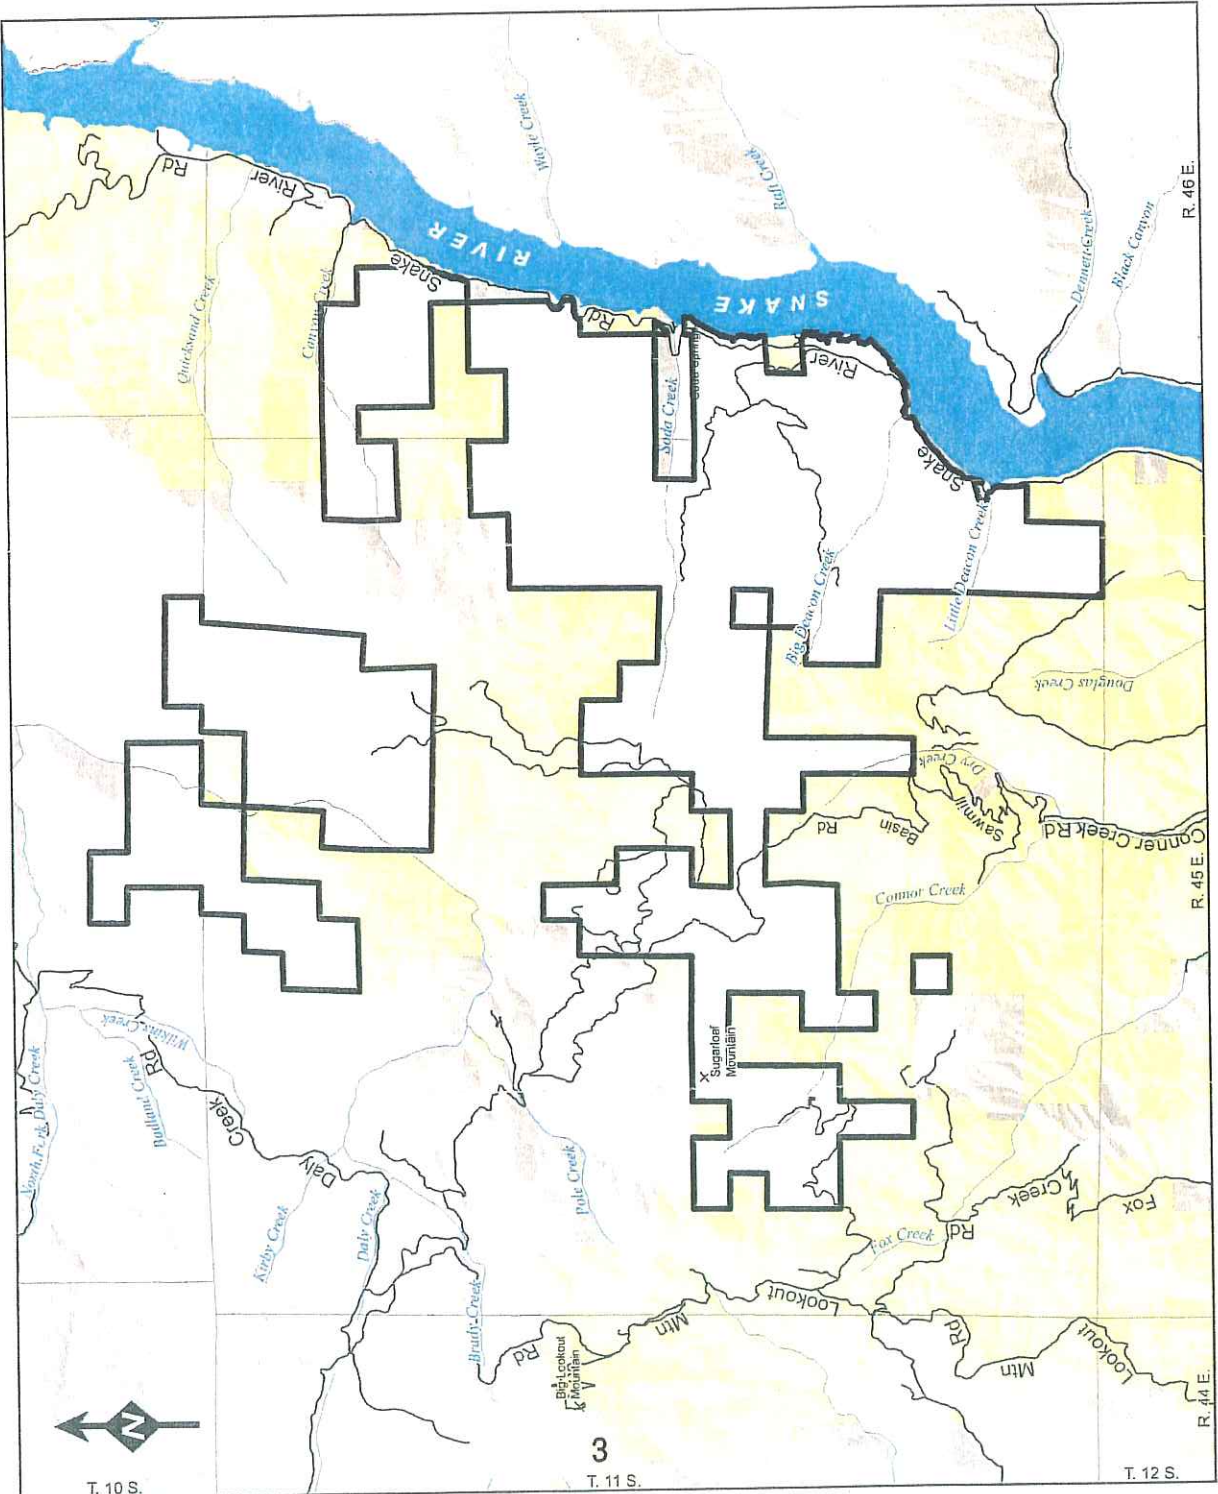 Wayle Creek
Raft Creek
R. 46 E.
Rd
River
Quicksand Creek
Canyon Creek
Snake
RIVER
SNAKE
Rd
Soda Creek
River
Dennett Creek
Black Canyon
Snake
Big Deacon Creek
Little Deacon Creek
Douglas Creek
Dry Creek
Sawmill
Basin
Rd
Conner Creek Rd
R. 45 E.
Connor Creek
Sugarloaf
Mountain
X
Wilkins Creek
Rd
North Fork Daly Creek
Badland Creek
Creek
Daly
Kirby Creek
Daly Creek
Pole Creek
Brady Creek
Fox Creek
Rd
Creek
Fox
Lookout
Mtn
Rd
Big Lookout
Mountain
Rd
Mtn
Lookout
R. 44 E.
N
3
T. 10 S.
T. 11 S.
T. 12 S.